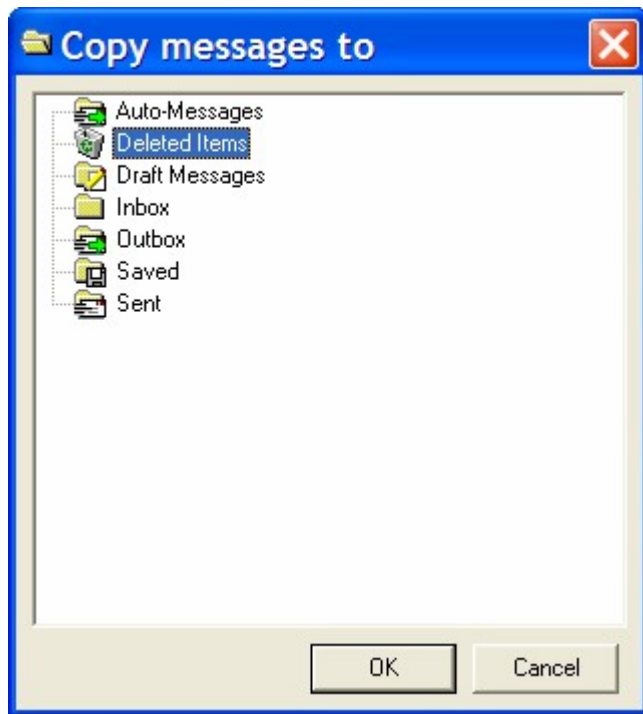 Copy messages to
Auto-Messages
Deleted Items
Draft Messages
Inbox
Outbox
Saved
Sent
OK Cancel